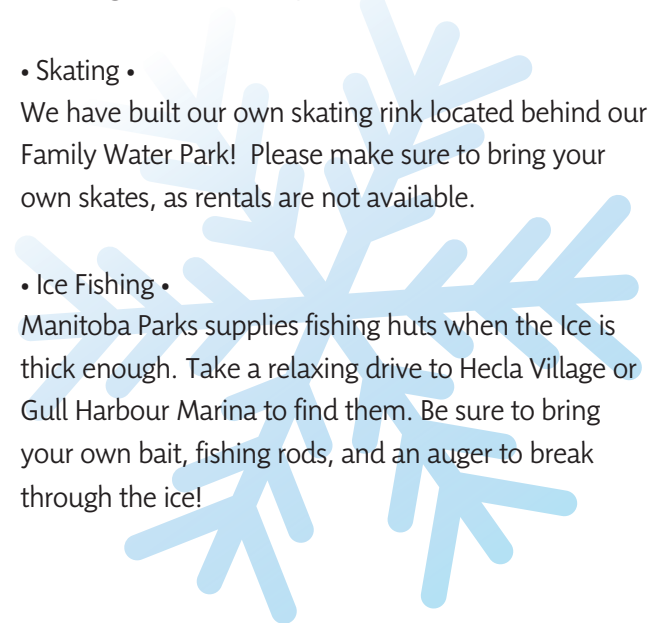 • Skating •
We have built our own skating rink located behind our
Family Water Park!  Please make sure to bring your
own skates, as rentals are not available.
• Ice Fishing •
Manitoba Parks supplies fishing huts when the Ice is
thick enough. Take a relaxing drive to Hecla Village or
Gull Harbour Marina to find them. Be sure to bring
your own bait, fishing rods, and an auger to break
through the ice!